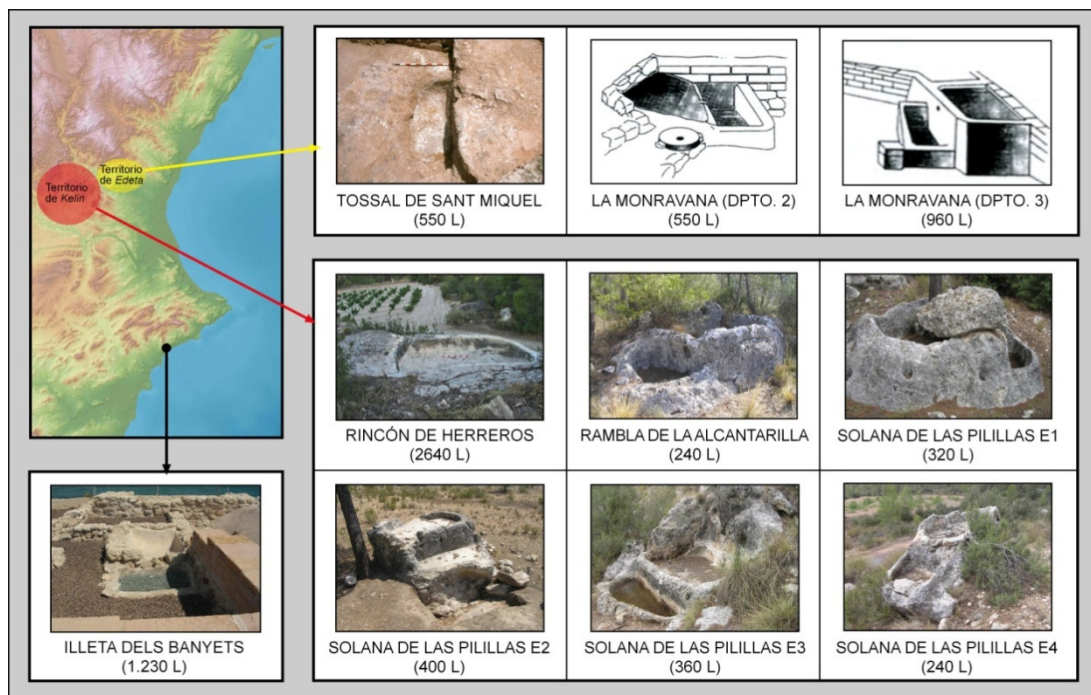 Territorio
de Edeta
Territorio
de Kelin
TOSSAL DE SANT MIQUEL
(550 L)
LA MONRAVANA (DPTO. 2)
(550 L)
LA MONRAVANA (DPTO. 3)
(960 L)
RINCÓN DE HERREROS
(2640 L)
RAMBLA DE LA ALCANTARILLA
(240 L)
SOLANA DE LAS PILILLAS E1
(320 L)
ILLETA DELS BANYETS
(1.230 L)
SOLANA DE LAS PILILLAS E2
(400 L)
SOLANA DE LAS PILILLAS E3
(360 L)
SOLANA DE LAS PILILLAS E4
(240 L)